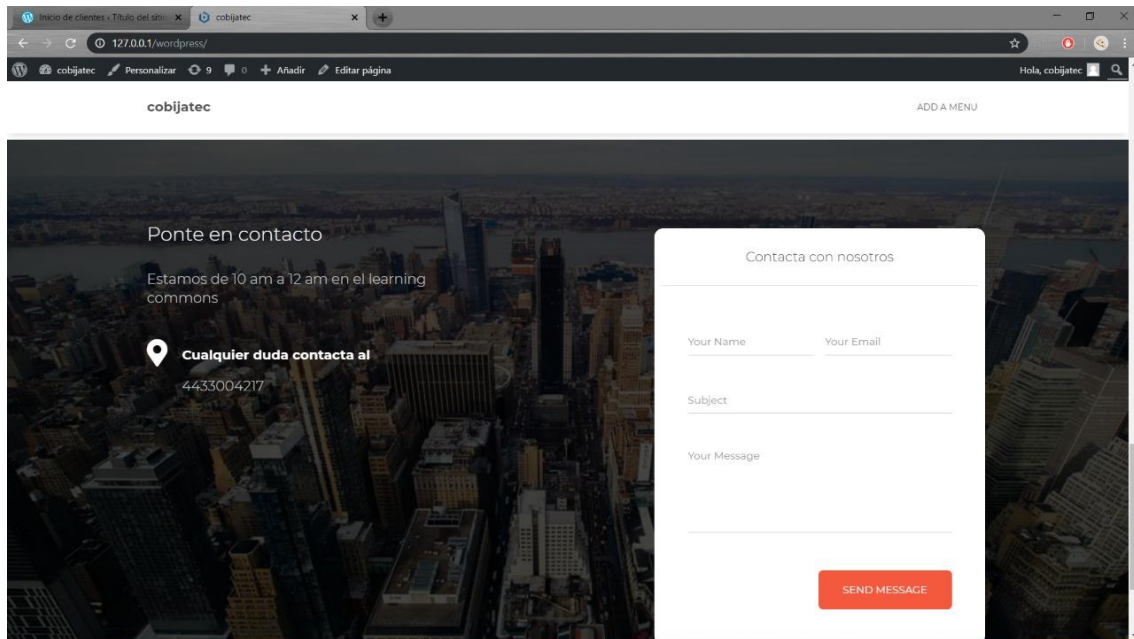 Inicio de clientes ‹ Título del sitio
cobijatec
127.0.0.1/wordpress/
cobijatec Personalizar 9 0 Añadir Editar página Hola, cobijatec
cobijatec ADD A MENU
Ponte en contacto
Estamos de 10 am a 12 am en el learning
commons
Cualquier duda contacta al
4433004217
Contacta con nosotros
Your Name Your Email
Subject
Your Message
SEND MESSAGE